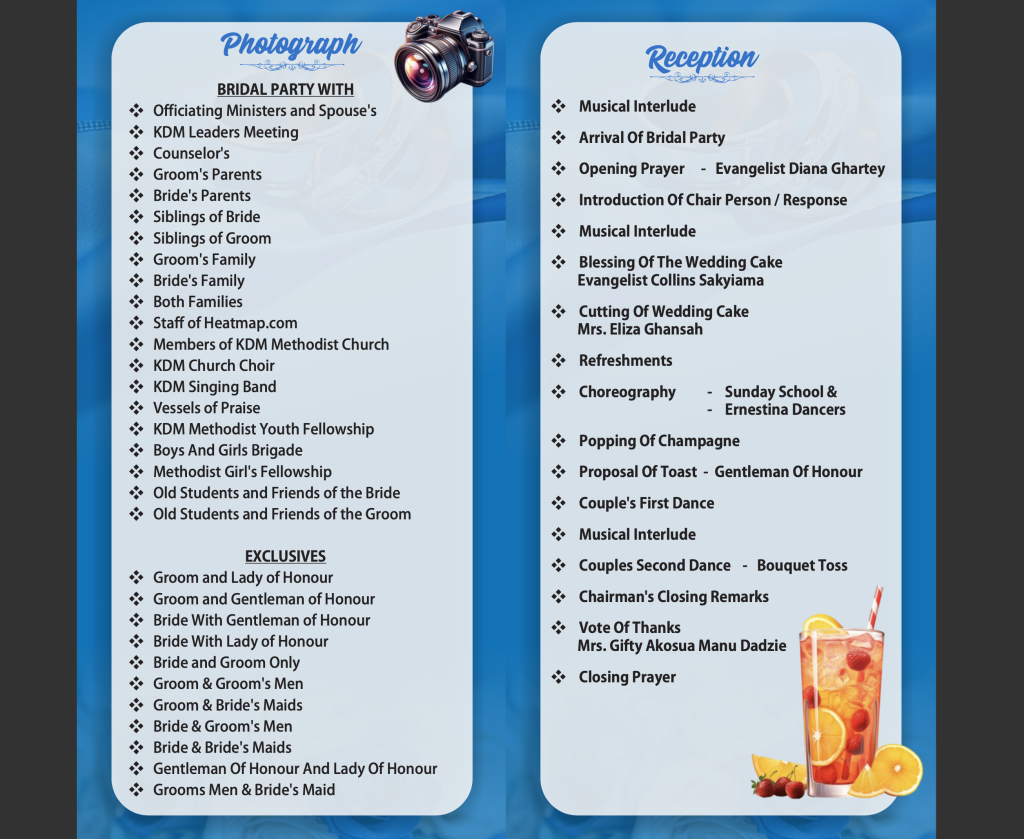 Photograph
BRIDAL PARTY WITH
❖ Officiating Ministers and Spouse's
❖ KDM Leaders Meeting
❖ Counselor's
❖ Groom's Parents
❖ Bride's Parents
❖ Siblings of Bride
❖ Siblings of Groom
❖ Groom's Family
❖ Bride's Family
❖ Both Families
❖ Staff of Heatmap.com
❖ Members of KDM Methodist Church
❖ KDM Church Choir
❖ KDM Singing Band
❖ Vessels of Praise
❖ KDM Methodist Youth Fellowship
❖ Boys And Girls Brigade
❖ Methodist Girl's Fellowship
❖ Old Students and Friends of the Bride
❖ Old Students and Friends of the Groom
EXCLUSIVES
❖ Groom and Lady of Honour
❖ Groom and Gentleman of Honour
❖ Bride With Gentleman of Honour
❖ Bride With Lady of Honour
❖ Bride and Groom Only
❖ Groom & Groom's Men
❖ Groom & Bride's Maids
❖ Bride & Groom's Men
❖ Bride & Bride's Maids
❖ Gentleman Of Honour And Lady Of Honour
❖ Grooms Men & Bride's Maid
Reception
❖ Musical Interlude
❖ Arrival Of Bridal Party
❖ Opening Prayer - Evangelist Diana Ghartey
❖ Introduction Of Chair Person / Response
❖ Musical Interlude
❖ Blessing Of The Wedding Cake
Evangelist Collins Sakyiama
❖ Cutting Of Wedding Cake
Mrs. Eliza Ghansah
❖ Refreshments
❖ Choreography - Sunday School &
- Ernestina Dancers
❖ Popping Of Champagne
❖ Proposal Of Toast - Gentleman Of Honour
❖ Couple's First Dance
❖ Musical Interlude
❖ Couples Second Dance - Bouquet Toss
❖ Chairman's Closing Remarks
❖ Vote Of Thanks
Mrs. Gifty Akosua Manu Dadzie
❖ Closing Prayer